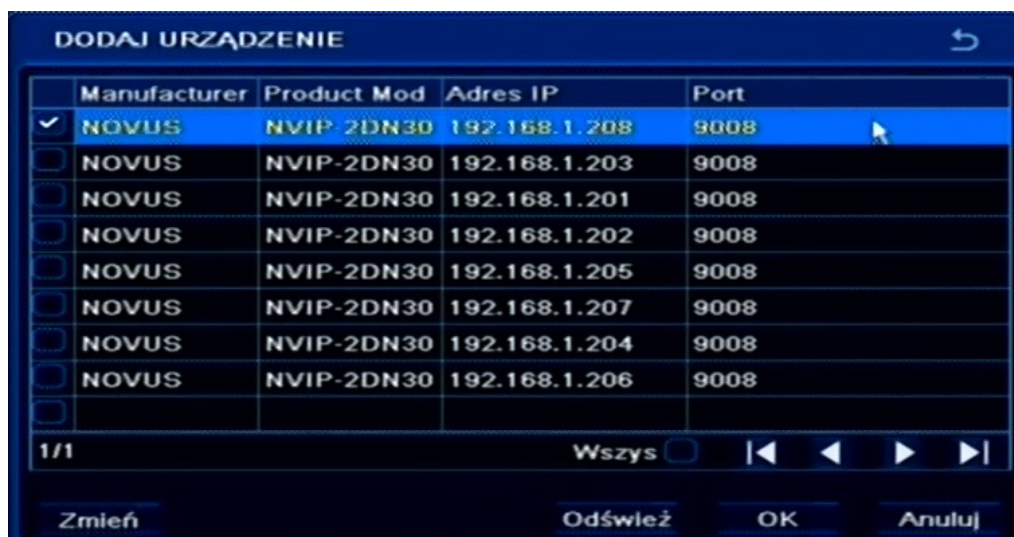 DODAJ URZĄDZENIE
Manufacturer Product Mod Adres IP Port
NOVUS NVIP-2DN30 192.168.1.208 9008
NOVUS NVIP-2DN30 192.168.1.203 9008
NOVUS NVIP-2DN30 192.168.1.201 9008
NOVUS NVIP-2DN30 192.168.1.202 9008
NOVUS NVIP-2DN30 192.168.1.205 9008
NOVUS NVIP-2DN30 192.168.1.207 9008
NOVUS NVIP-2DN30 192.168.1.204 9008
NOVUS NVIP-2DN30 192.168.1.206 9008
1/1 Wszys
Zmień Odśwież OK Anuluj